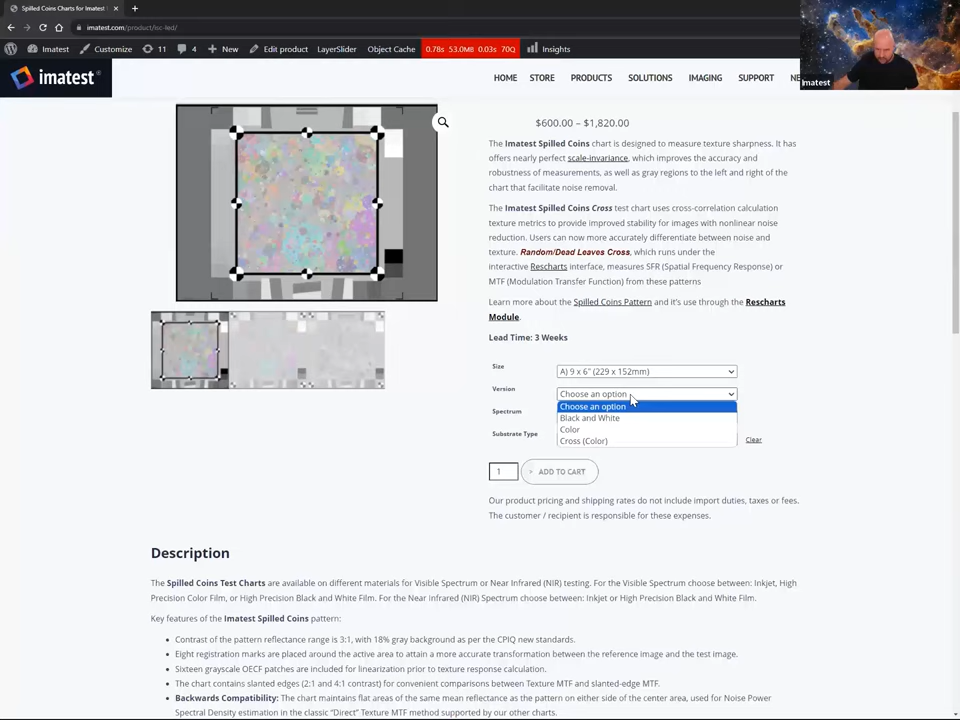 Spilled Coins Charts for Imatest
imatest.com/product/isc-led/
Imatest
Customize
11
4
New
Edit product
LayerSlider
Object Cache
0.78s 53.0MB 0.03s 70Q
Insights
Imatest
imatest®
HOME STORE PRODUCTS SOLUTIONS IMAGING SUPPORT
$600.00 – $1,820.00
The Imatest Spilled Coins chart is designed to measure texture sharpness. It has
offers nearly perfect scale-invariance, which improves the accuracy and
robustness of measurements, as well as gray regions to the left and right of the
chart that facilitate noise removal.
The Imatest Spilled Coins Cross test chart uses cross-correlation calculation
texture metrics to provide improved stability for images with nonlinear noise
reduction. Users can now more accurately differentiate between noise and
texture. Random/Dead Leaves Cross, which runs under the
interactive Rescharts interface, measures SFR (Spatial Frequency Response) or
MTF (Modulation Transfer Function) from these patterns
Learn more about the Spilled Coins Pattern and it's use through the Rescharts
Module.
Lead Time: 3 Weeks
Size
A) 9 x 6" (229 x 152mm)
Version
Choose an option
Choose an option
Black and White
Color
Cross (Color)
Spectrum
Substrate Type
Clear
1
ADD TO CART
Our product pricing and shipping rates do not include import duties, taxes or fees.
The customer / recipient is responsible for these expenses.
Description
The Spilled Coins Test Charts are available on different materials for Visible Spectrum or Near Infrared (NIR) testing. For the Visible Spectrum choose between: Inkjet, High
Precision Color Film, or High Precision Black and White Film. For the Near Infrared (NIR) Spectrum choose between: Inkjet or High Precision Black and White Film.
Key features of the Imatest Spilled Coins pattern:
Contrast of the pattern reflectance range is 3:1, with 18% gray background as per the CPIQ new standards.
Eight registration marks are placed around the active area to attain a more accurate transformation between the reference image and the test image.
Sixteen grayscale OECF patches are included for linearization prior to texture response calculation.
The chart contains slanted edges (2:1 and 4:1 contrast) for convenient comparisons between Texture MTF and slanted-edge MTF.
Backwards Compatibility: The chart maintains flat areas of the same mean reflectance as the pattern on either side of the center area, used for Noise Power
Spectral Density estimation in the classic "Direct" Texture MTF method supported by our other charts.